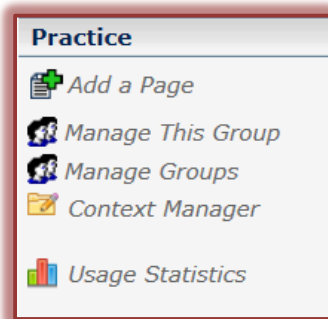 Practice
Add a Page
Manage This Group
Manage Groups
Context Manager
Usage Statistics